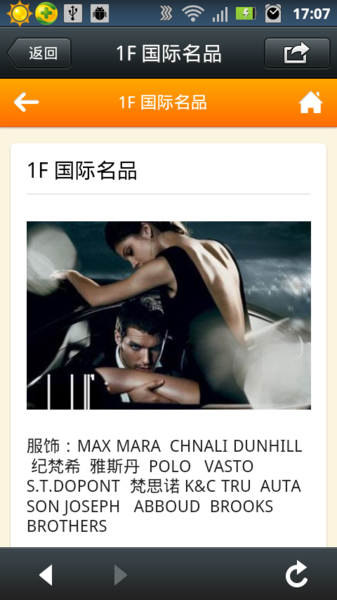 17:07
返回
1F 国际名品
1F 国际名品
1F 国际名品
服饰：MAX MARA CHNALI DUNHILL
纪梵希 雅斯丹 POLO VASTO
S.T.DOPONT 梵思诺 K&C TRU AUTA
SON JOSEPH ABBOUD BROOKS
BROTHERS